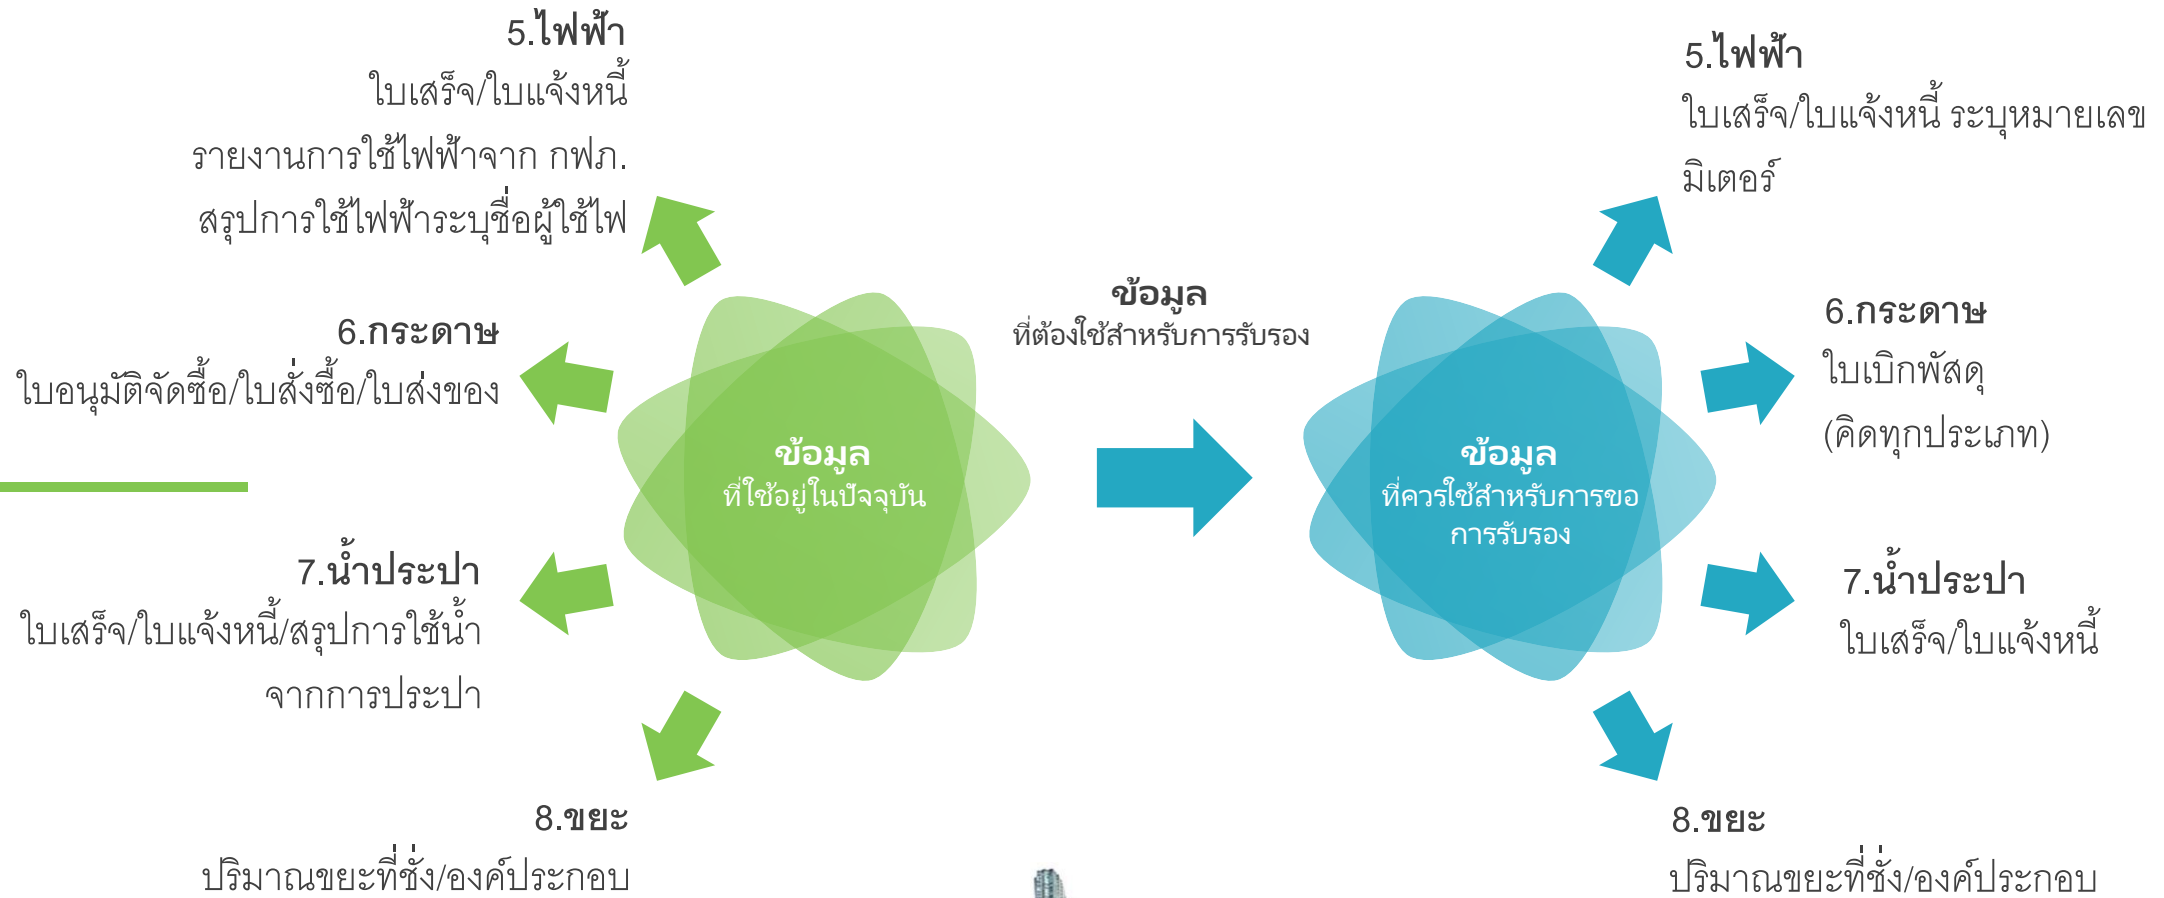 5.ไฟฟ้า
ใบเสร็จ/ใบแจ้งหนี้
รายงานการใช้ไฟฟ้าจาก กฟภ.
สรุปการใช้ไฟฟ้าระบุชื่อผู้ใช้ไฟ
6.กระดาษ
ใบอนุมัติจัดซื้อ/ใบสั่งซื้อ/ใบส่งของ
7.น้ำประปา
ใบเสร็จ/ใบแจ้งหนี้/สรุปการใช้น้ำ
จากการประปา
8.ขยะ
ปริมาณขยะที่ชั่ง/องค์ประกอบ
ข้อมูล
ที่ใช้อยู่ในปัจจุบัน
ข้อมูล
ที่ต้องใช้สำหรับการรับรอง
ข้อมูล
ที่ควรใช้สำหรับการขอ
การรับรอง
5.ไฟฟ้า
ใบเสร็จ/ใบแจ้งหนี้ ระบุหมายเลข
มิเตอร์
6.กระดาษ
ใบเบิกพัสดุ
(คิดทุกประเภท)
7.น้ำประปา
ใบเสร็จ/ใบแจ้งหนี้
8.ขยะ
ปริมาณขยะที่ชั่ง/องค์ประกอบ